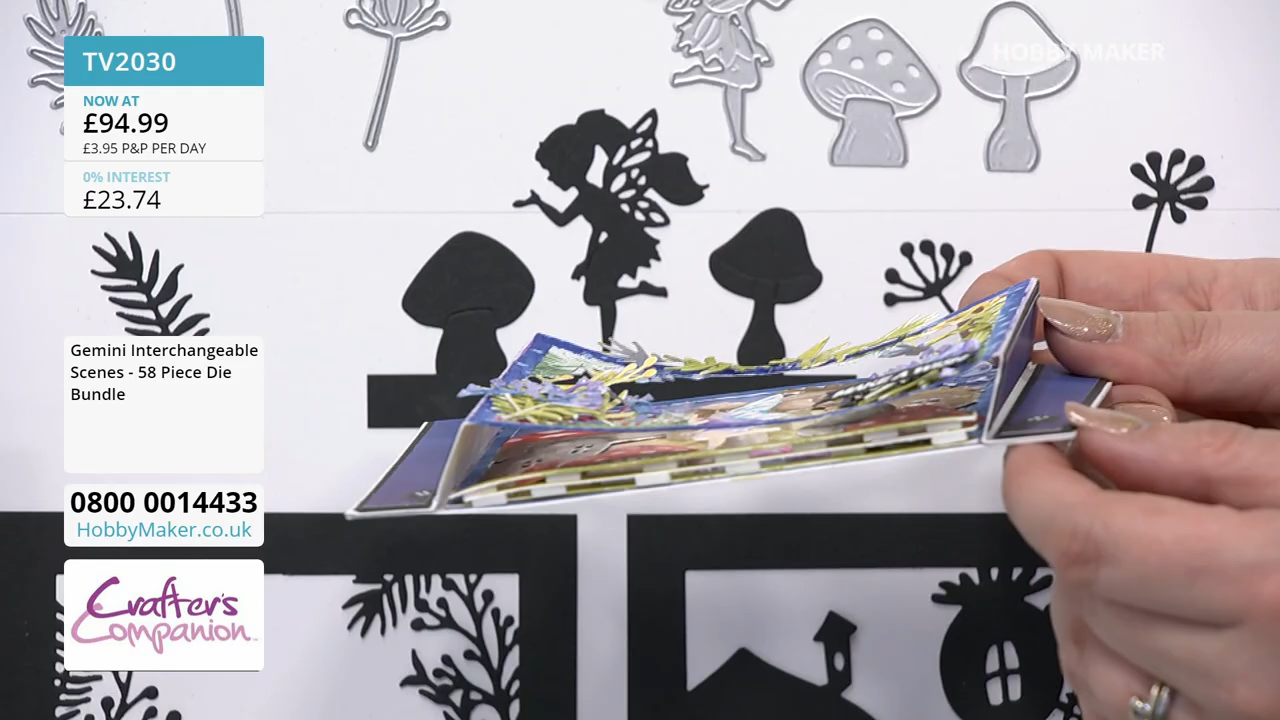 TV2030
NOW AT
£94.99
£3.95 P&P PER DAY
0% INTEREST
£23.74
Gemini Interchangeable
Scenes - 58 Piece Die
Bundle
0800 0014433
HobbyMaker.co.uk
Crafter's
Companion
HOBBY MAKER